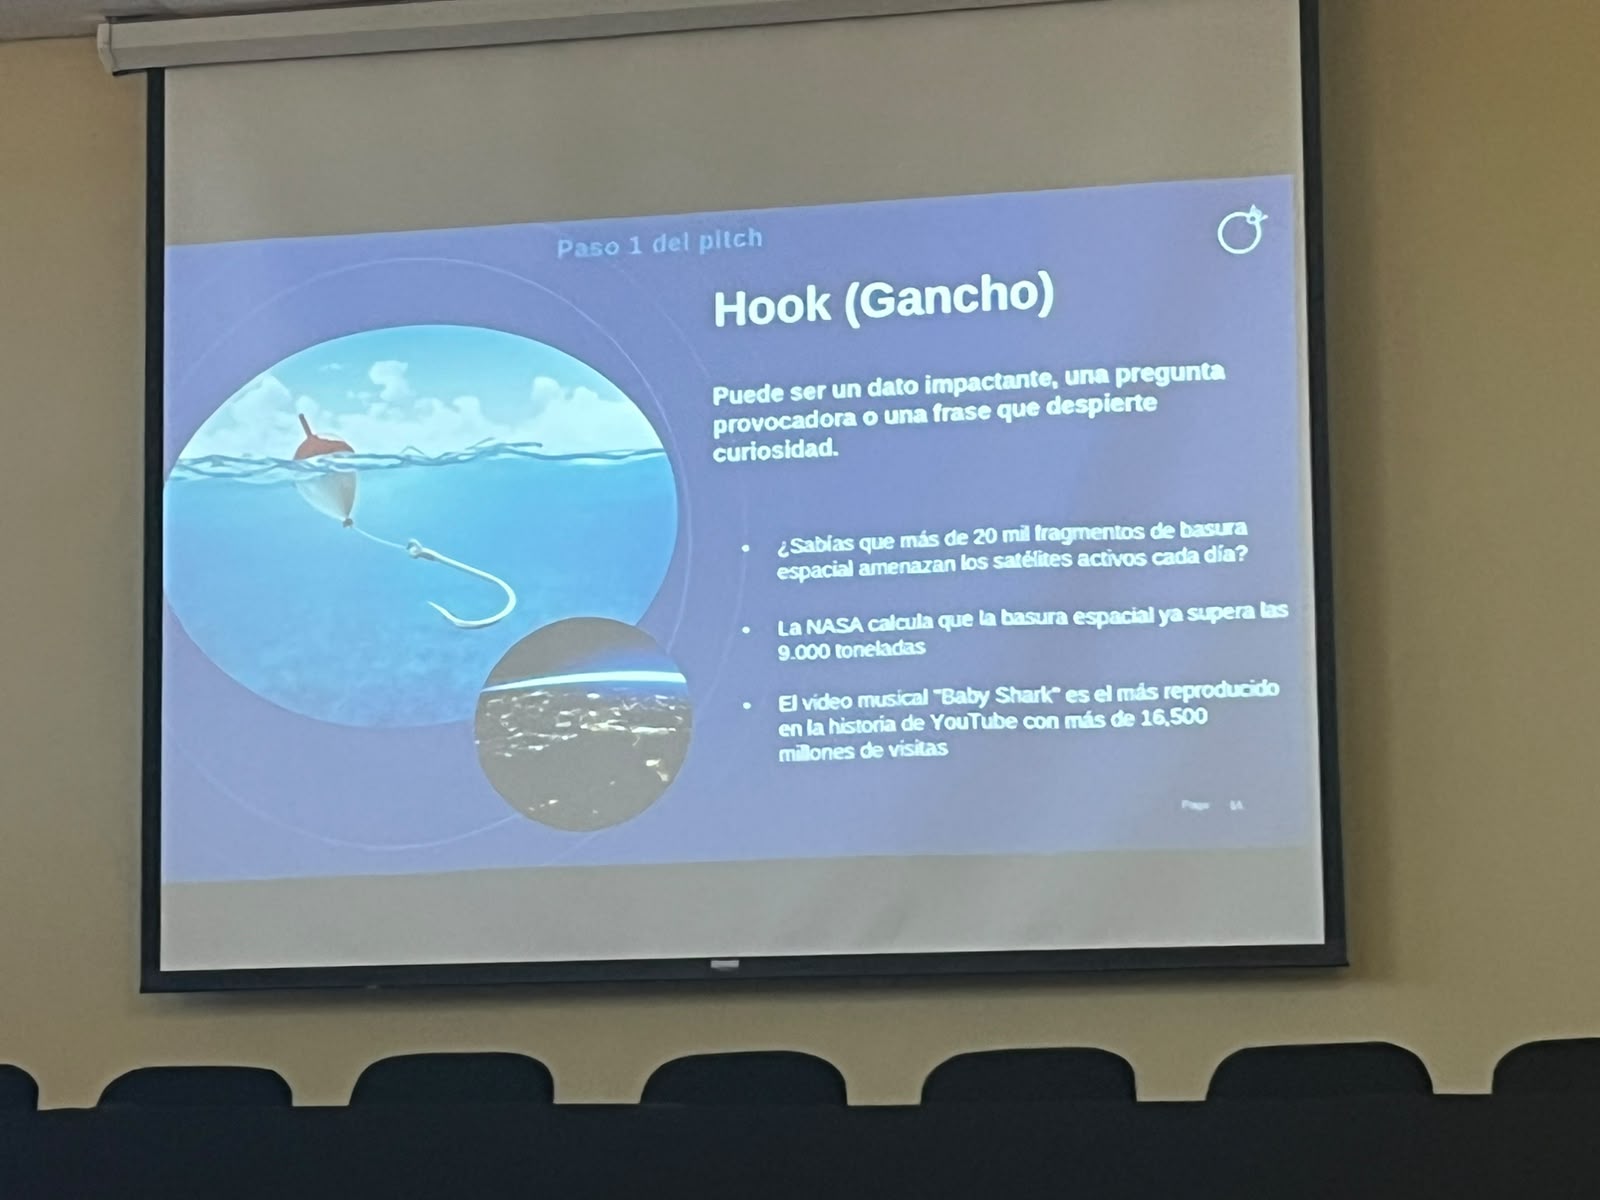 Paso 1 del pitch
Hook (Gancho)
Puede ser un dato impactante, una pregunta
provocadora o una frase que despierte
curiosidad.
• ¿Sabías que más de 20 mil fragmentos de basura
espacial amenazan los satélites activos cada día?
• La NASA calcula que la basura espacial ya supera las
9.000 toneladas
• El video musical "Baby Shark" es el más reproducido
en la historia de YouTube con más de 16,500
millones de visitas